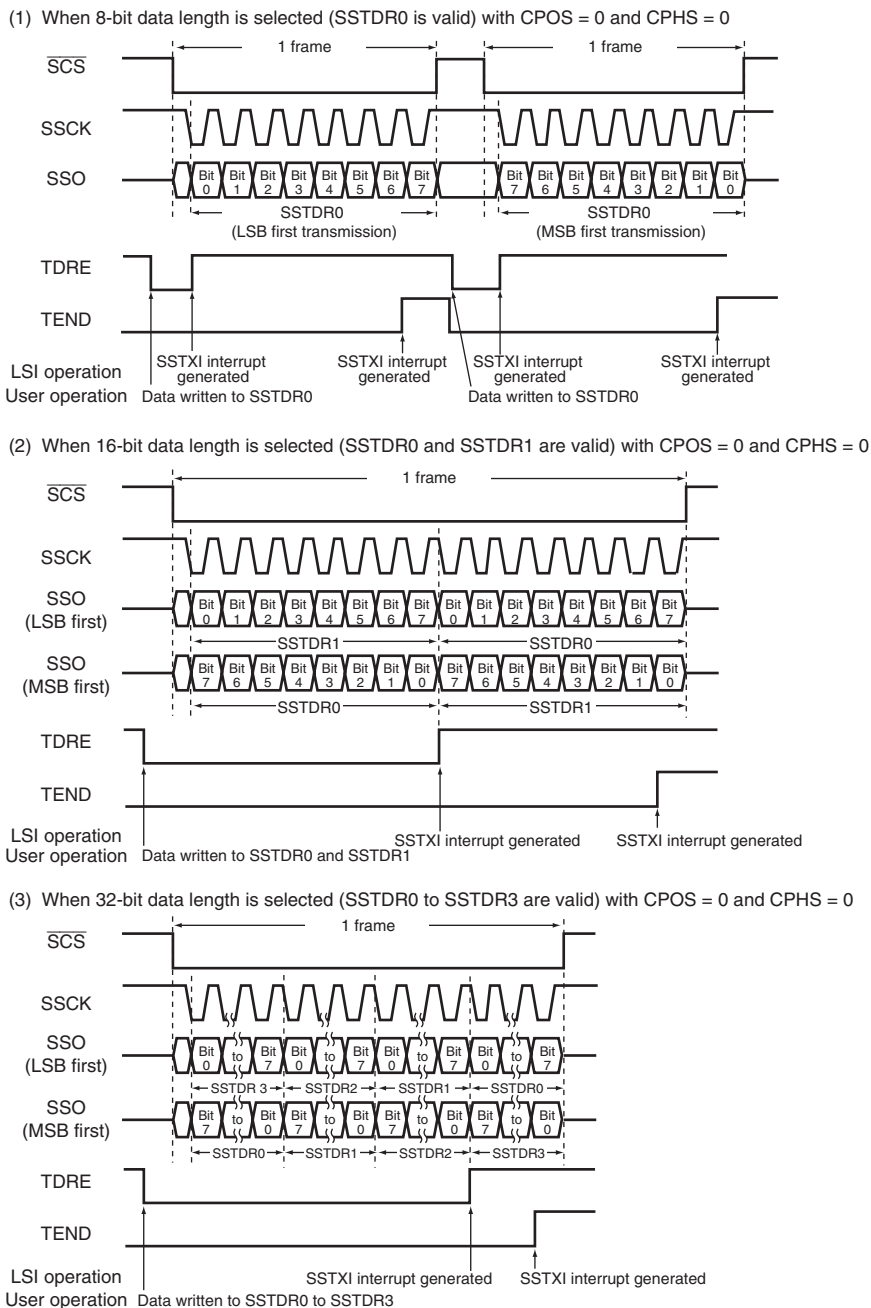 (1) When 8-bit data length is selected (SSTDR0 is valid) with CPOS = 0 and CPHS = 0
1 frame 1 frame
SCS
SSCK
SSO Bit 0 Bit 1 Bit 2 Bit 3 Bit 4 Bit 5 Bit 6 Bit 7 Bit 7 Bit 6 Bit 5 Bit 4 Bit 3 Bit 2 Bit 1 Bit 0
SSTDR0 SSTDR0
(LSB first transmission) (MSB first transmission)
TDRE
TEND
LSI operation SSTXI interrupt generated SSTXI interrupt generated SSTXI interrupt generated SSTXI interrupt generated
User operation Data written to SSTDR0 Data written to SSTDR0
(2) When 16-bit data length is selected (SSTDR0 and SSTDR1 are valid) with CPOS = 0 and CPHS = 0
1 frame
SCS
SSCK
SSO (LSB first) Bit 0 Bit 1 Bit 2 Bit 3 Bit 4 Bit 5 Bit 6 Bit 7 Bit 0 Bit 1 Bit 2 Bit 3 Bit 4 Bit 5 Bit 6 Bit 7
SSTDR1 SSTDR0
SSO (MSB first) Bit 7 Bit 6 Bit 5 Bit 4 Bit 3 Bit 2 Bit 1 Bit 0 Bit 7 Bit 6 Bit 5 Bit 4 Bit 3 Bit 2 Bit 1 Bit 0
SSTDR0 SSTDR1
TDRE
TEND
LSI operation SSTXI interrupt generated SSTXI interrupt generated
User operation Data written to SSTDR0 and SSTDR1
(3) When 32-bit data length is selected (SSTDR0 to SSTDR3 are valid) with CPOS = 0 and CPHS = 0
1 frame
SCS
SSCK
SSO (LSB first) Bit 0 to Bit 7 Bit 0 to Bit 7 Bit 0 to Bit 7 Bit 0 to Bit 7
SSTDR 3 SSTDR2 SSTDR1 SSTDR0
SSO (MSB first) Bit 7 to Bit 0 Bit 7 to Bit 0 Bit 7 to Bit 0 Bit 7 to Bit 0
SSTDR0 SSTDR1 SSTDR2 SSTDR3
TDRE
TEND
LSI operation SSTXI interrupt generated SSTXI interrupt generated
User operation Data written to SSTDR0 to SSTDR3